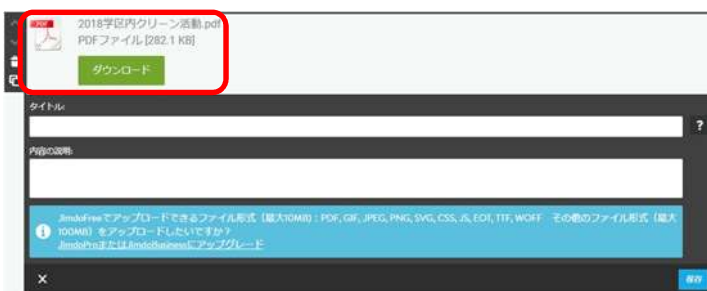 PDF
2018学区内クリーン活動.pdf
PDFファイル [282.1 KB]
ダウンロード
タイトル:
?
内容の説明:
JimdoFreeでアップロードできるファイル形式（最大10MB）: PDF, GIF, JPEG, PNG, SVG, CSS, JS, EOT, TTF, WOFF その他のファイル形式（最大
100MB）をアップロードしたいですか？
JimdoProまたはJimdoBusinessにアップグレード
保存